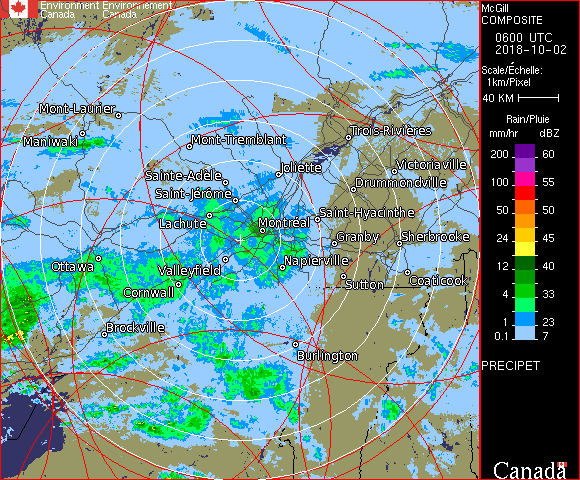 Environment Environnement
Canada Canada
McGill
COMPOSITE
0600 UTC
2018-10-02
Scale/Échelle:
1km/Pixel
40 KM
Rain/Pluie
mm/hr dBZ
200 60
100 55
50 50
24 45
12 40
4 33
1 23
0.1 7
PRECIPET
Canada
Mont-Laurier
Maniwaki
Mont-Tremblant
Trois-Rivières
Joliette
Victoriaville
Sainte-Adèle
Drummondville
Saint-Jérôme
Lachute
Saint-Hyacinthe
Montréal
Granby
Sherbrooke
Ottawa
Valleyfield
Napierville
Cornwall
Sutton
Coaticook
Brockville
Burlington